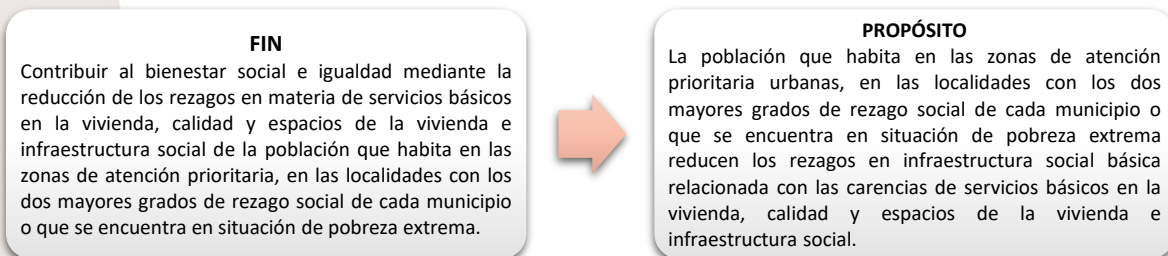 FIN
Contribuir al bienestar social e igualdad mediante la
reducción de los rezagos en materia de servicios básicos
en la vivienda, calidad y espacios de la vivienda e
infraestructura social de la población que habita en las
zonas de atención prioritaria, en las localidades con los
dos mayores grados de rezago social de cada municipio
o que se encuentra en situación de pobreza extrema.
PROPÓSITO
La población que habita en las zonas de atención
prioritaria urbanas, en las localidades con los dos
mayores grados de rezago social de cada municipio o
que se encuentra en situación de pobreza extrema
reducen los rezagos en infraestructura social básica
relacionada con las carencias de servicios básicos en la
vivienda, calidad y espacios de la vivienda e
infraestructura social.